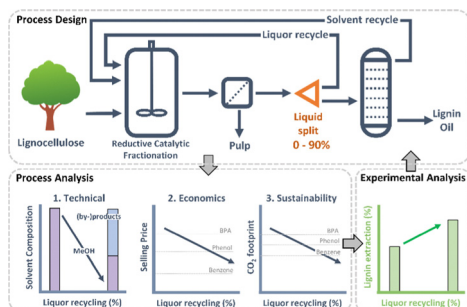 Process Design
Solvent recycle
Liquor recycle
Lignocellulose
Reductive Catalytic
Fractionation
Pulp
Liquid
split
0 - 90%
Lignin
Oil
Process Analysis
1. Technical
Solvent Composition
(by-)products
MeOH
Liquor recycling (%)
2. Economics
Selling Price
BPA
Phenol
Benzene
Liquor recycling (%)
3. Sustainability
CO₂ footprint
BPA
Phenol
Benzene
Liquor recycling (%)
Experimental Analysis
Lignin extraction (%)
Liquor recycling (%)